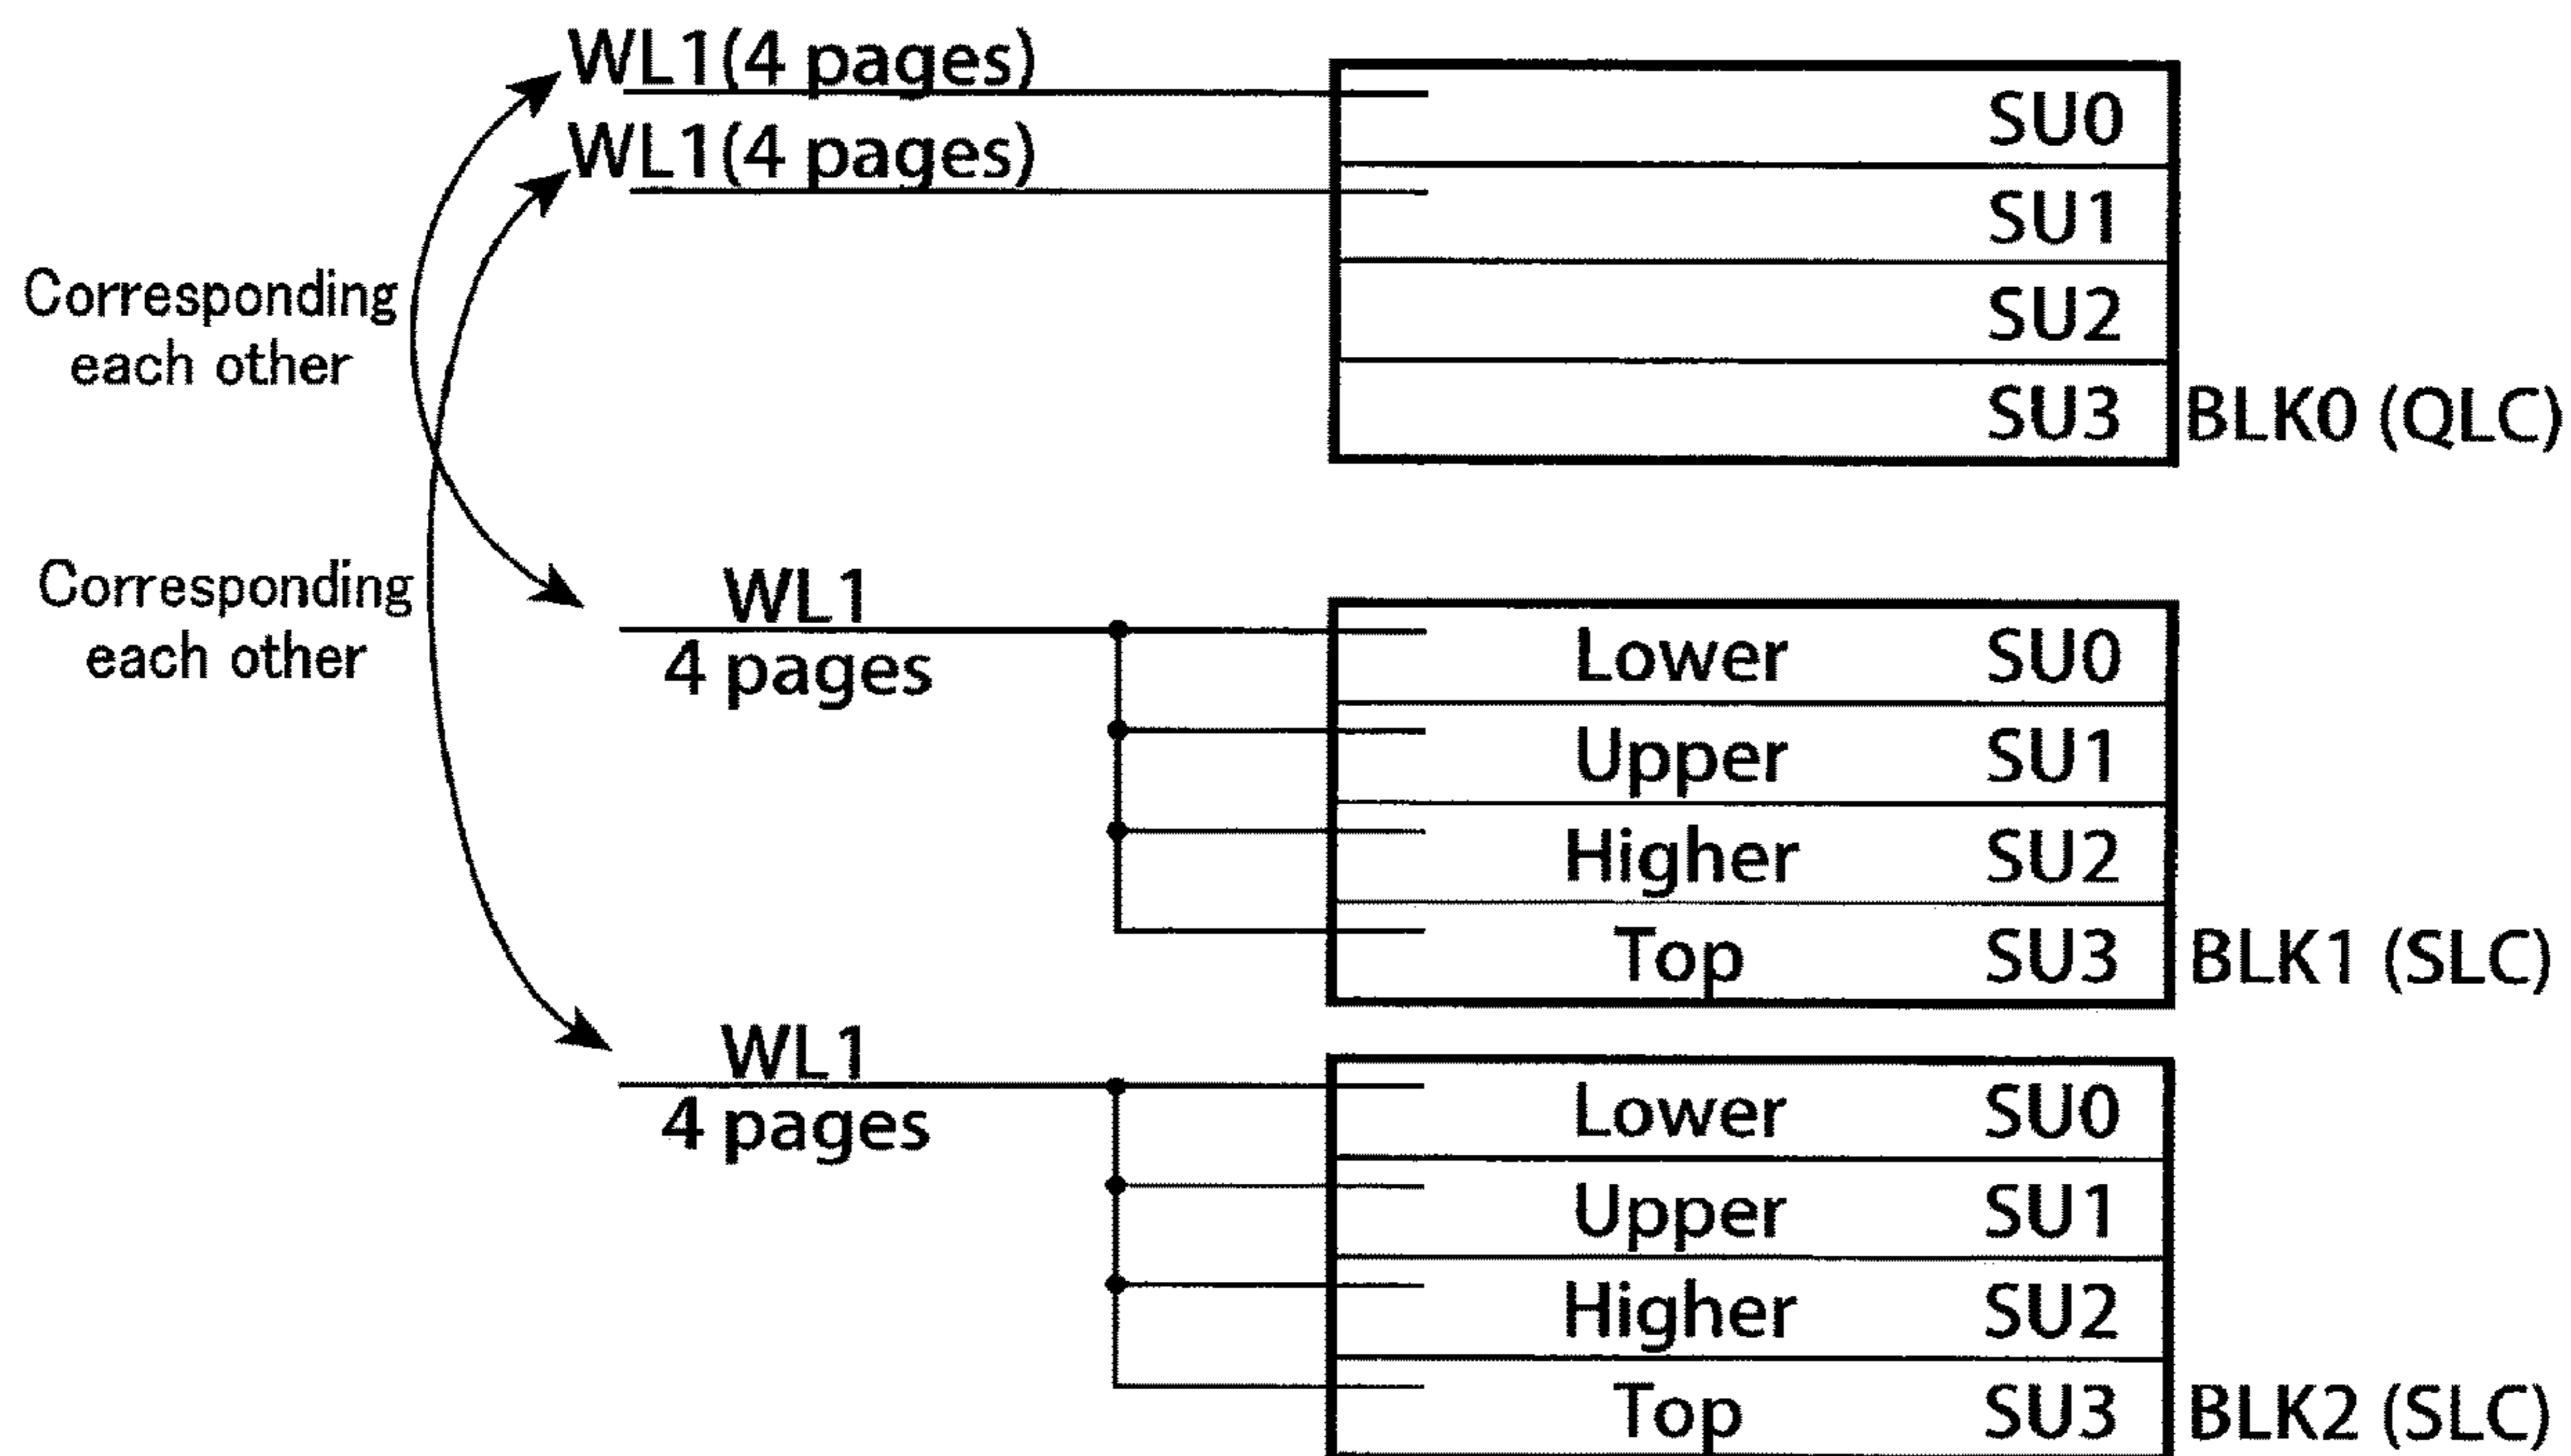 WL1(4 pages)
SU0
WL1(4 pages)
SU1
Corresponding
each other
SU2
SU3 BLK0 (QLC)
Corresponding
each other
WL1
4 pages
Lower SU0
Upper SU1
Higher SU2
Top SU3 BLK1 (SLC)
WL1
4 pages
Lower SU0
Upper SU1
Higher SU2
Top SU3 BLK2 (SLC)